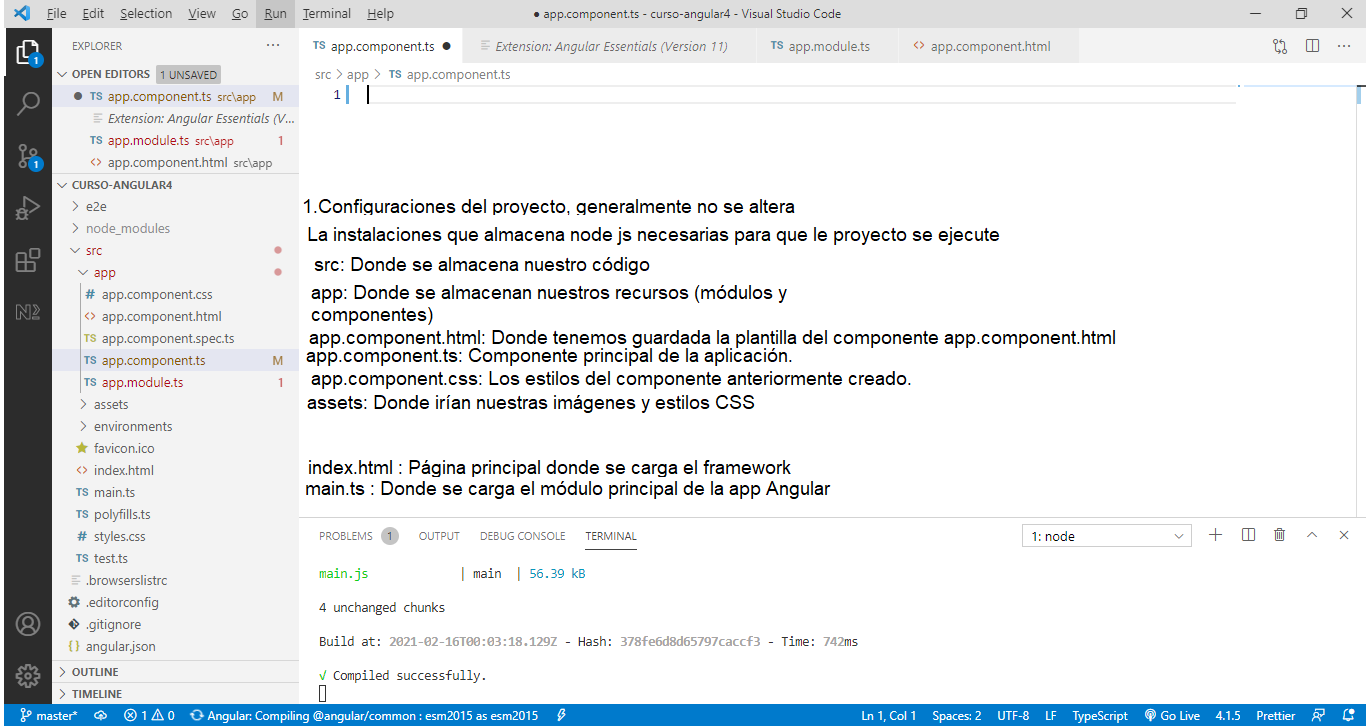 File Edit Selection View Go Run Terminal Help
● app.component.ts - curso-angular4 - Visual Studio Code
EXPLORER ...
OPEN EDITORS 1 UNSAVED
● TS app.component.ts src\app M
Extension: Angular Essentials (V...
TS app.module.ts src\app 1
<> app.component.html src\app
CURSO-ANGULAR4
e2e
node_modules
src
app
# app.component.css
<> app.component.html
TS app.component.spec.ts
TS app.component.ts M
TS app.module.ts 1
assets
environments
favicon.ico
<> index.html
TS main.ts
TS polyfills.ts
# styles.css
TS test.ts
.browserslistrc
.editorconfig
.gitignore
{} angular.json
OUTLINE
TIMELINE
TS app.component.ts ● Extension: Angular Essentials (Version 11) TS app.module.ts <> app.component.html ...
src > app > TS app.component.ts
1
1.Configuraciones del proyecto, generalmente no se altera
La instalaciones que almacena node js necesarias para que le proyecto se ejecute
src: Donde se almacena nuestro código
app: Donde se almacenan nuestros recursos (módulos y
componentes)
app.component.html: Donde tenemos guardada la plantilla del componente app.component.html
app.component.ts: Componente principal de la aplicación.
app.component.css: Los estilos del componente anteriormente creado.
assets: Donde irían nuestras imágenes y estilos CSS
index.html : Página principal donde se carga el framework
main.ts : Donde se carga el módulo principal de la app Angular
PROBLEMS 1 OUTPUT DEBUG CONSOLE TERMINAL 1: node
main.js | main | 56.39 kB
4 unchanged chunks
Build at: 2021-02-16T00:03:18.129Z - Hash: 378fe6d8d65797caccf3 - Time: 742ms
√ Compiled successfully.
1
1
N2
master* 1 0 Angular: Compiling @angular/common : esm2015 as esm2015 Ln 1, Col 1 Spaces: 2 UTF-8 LF TypeScript Go Live 4.1.5 Prettier